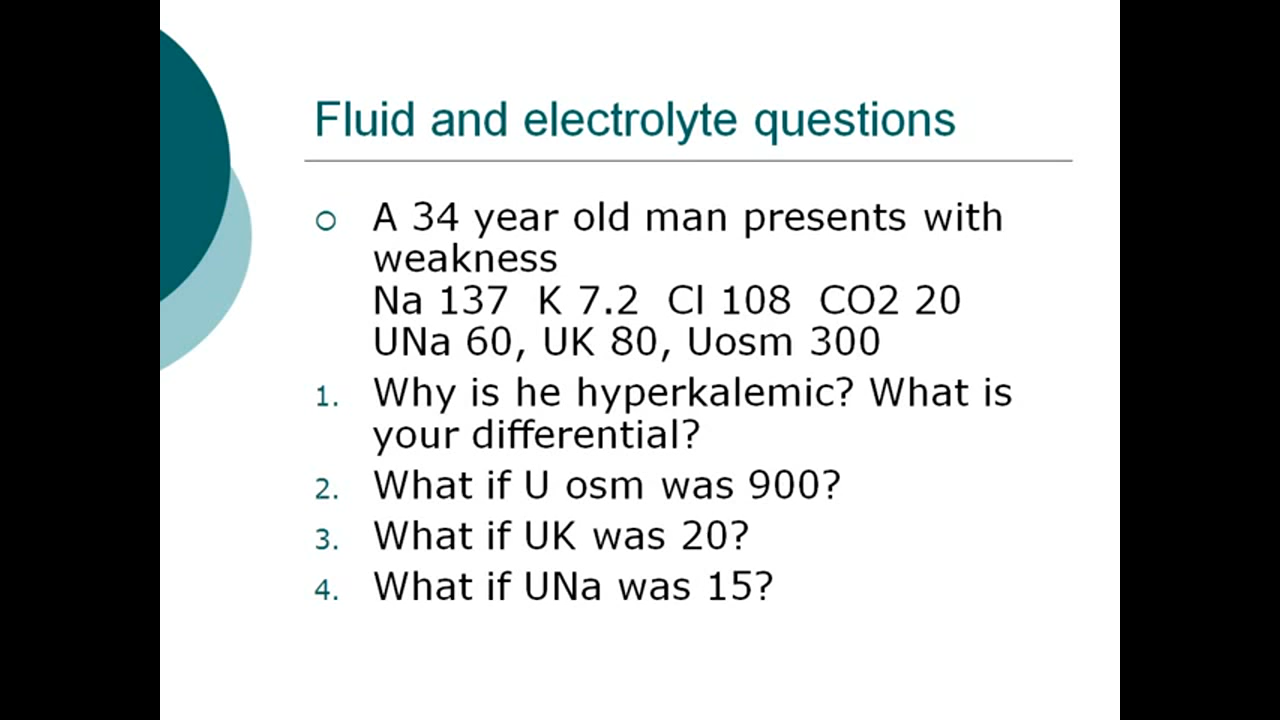 Fluid and electrolyte questions
A 34 year old man presents with
weakness
Na 137 K 7.2 Cl 108 CO2 20
UNa 60, UK 80, Uosm 300
1. Why is he hyperkalemic? What is
your differential?
2. What if U osm was 900?
3. What if UK was 20?
4. What if UNa was 15?